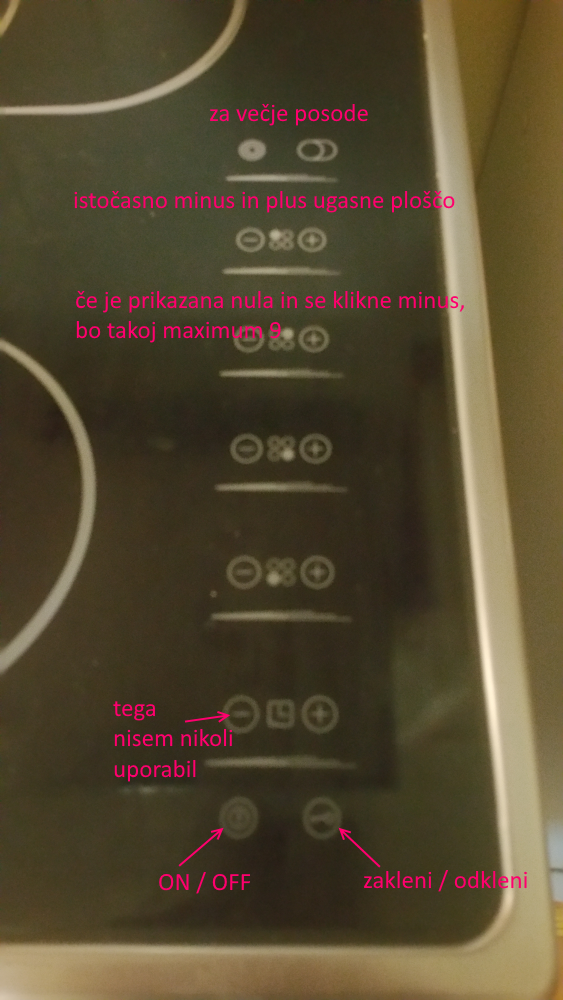 za večje posode
istočasno minus in plus ugasne ploščo
če je prikazana nula in se klikne minus,
bo takoj maximum 9
tega
nisem nikoli
uporabil
ON / OFF
zakleni / odkleni